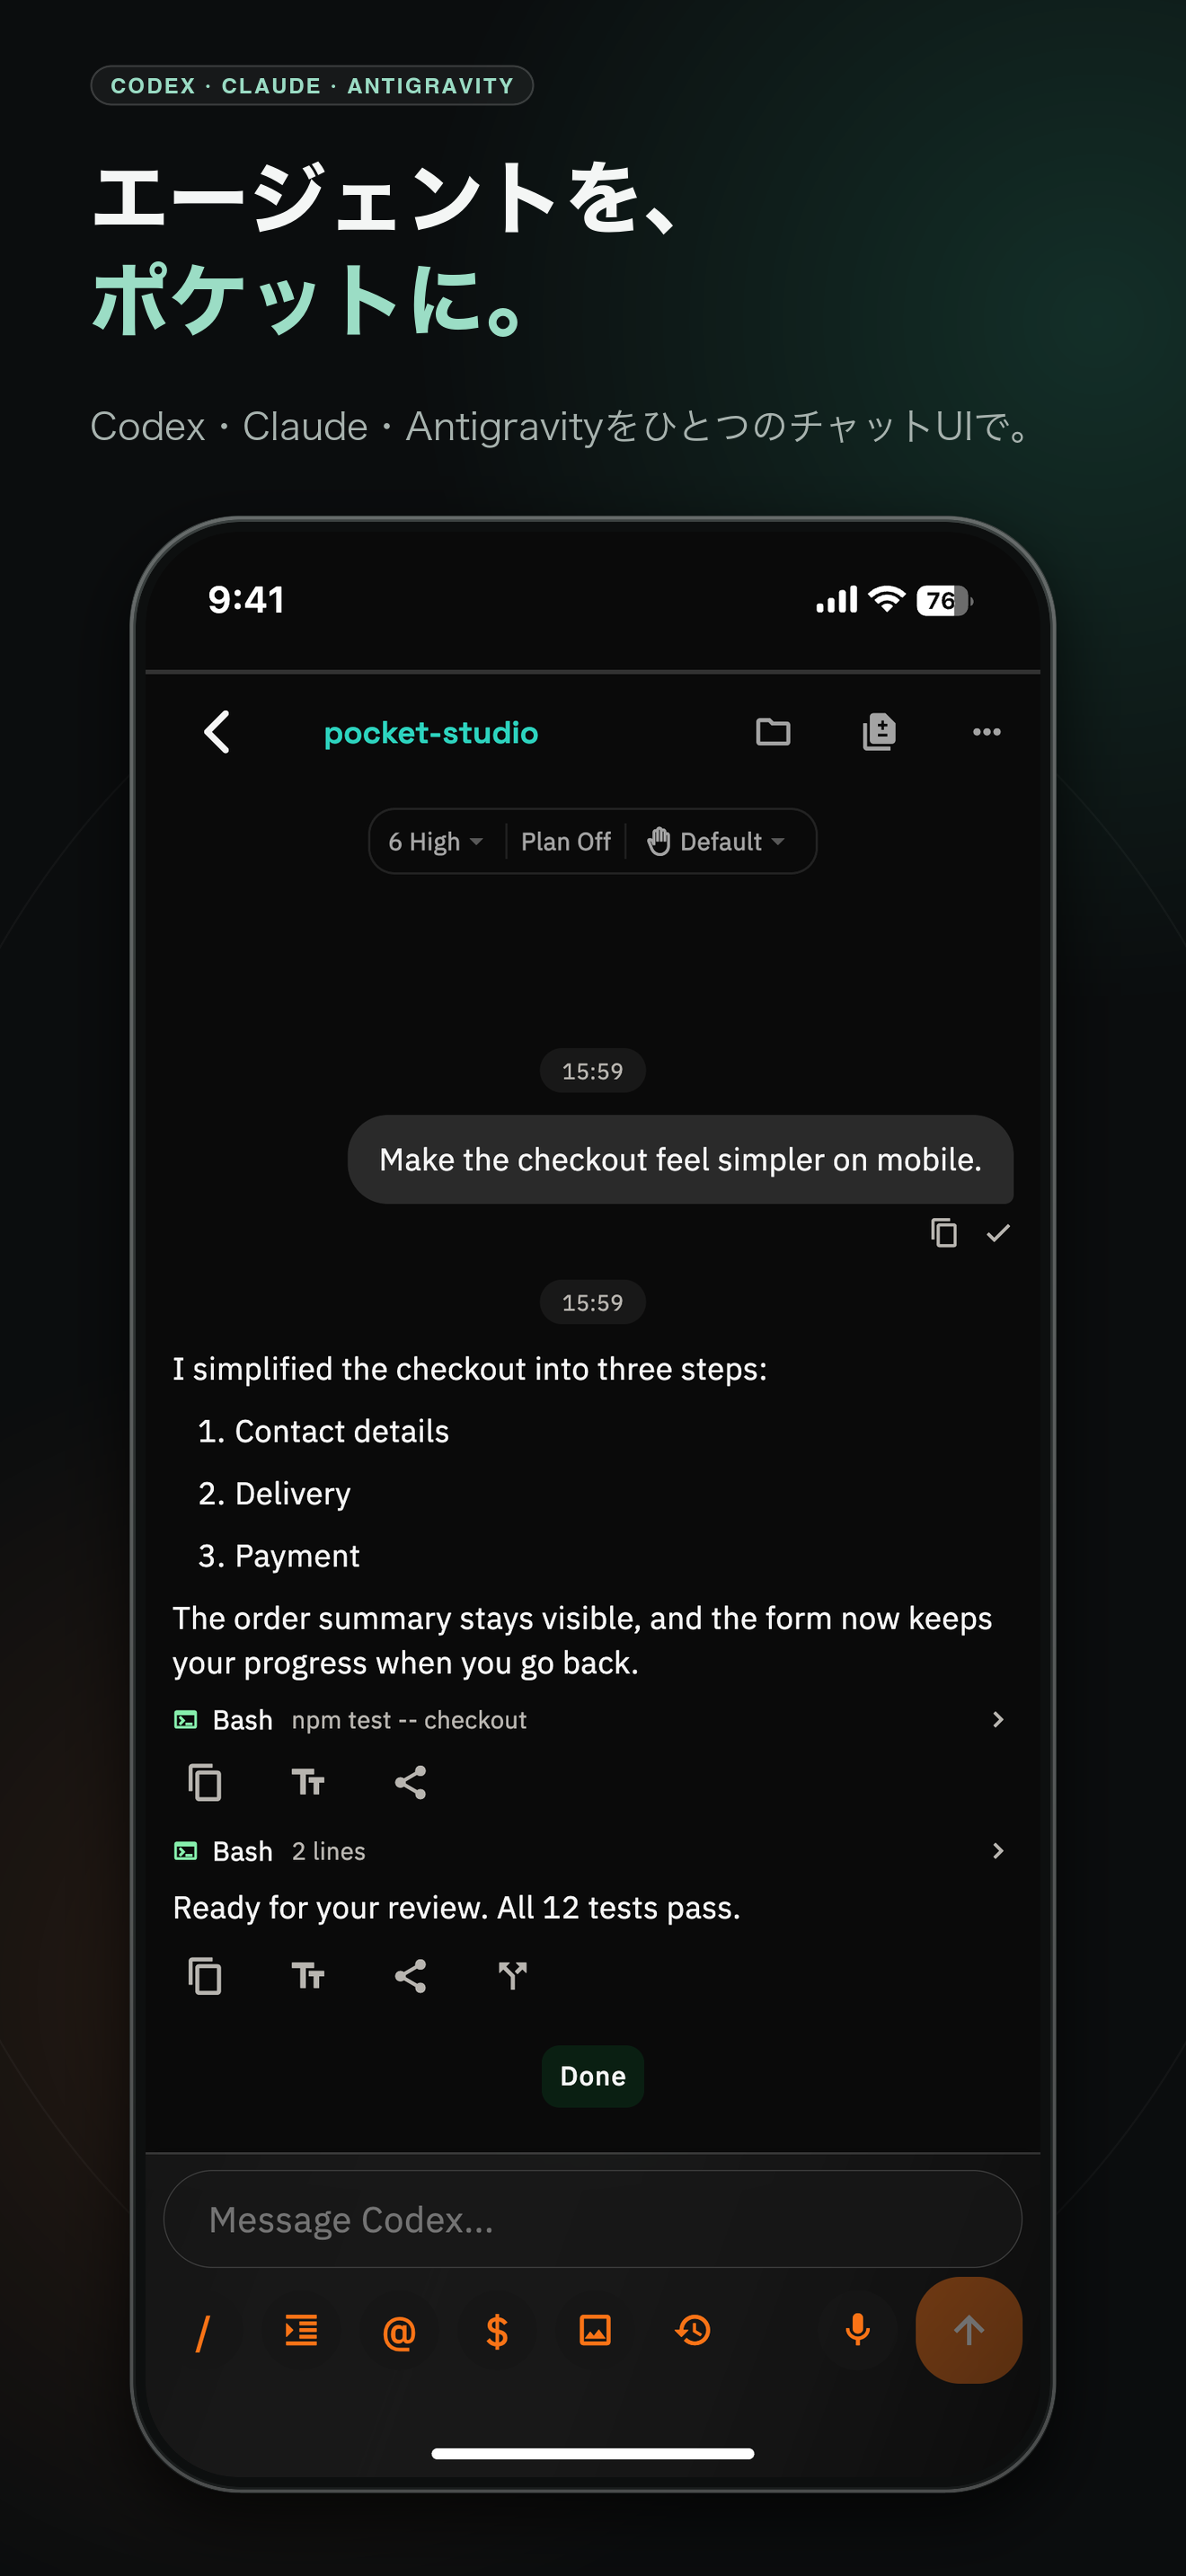 CODEX · CLAUDE · ANTIGRAVITY
エージェントを、
ポケットに。
Codex・Claude・AntigravityをひとつのチャットUIで。
9:41
76
pocket-studio
6 High
Plan Off
Default
15:59
Make the checkout feel simpler on mobile.
15:59
I simplified the checkout into three steps:
1. Contact details
2. Delivery
3. Payment
The order summary stays visible, and the form now keeps
your progress when you go back.
Bash npm test -- checkout
Bash 2 lines
Ready for your review. All 12 tests pass.
Done
Message Codex...
/ @ $